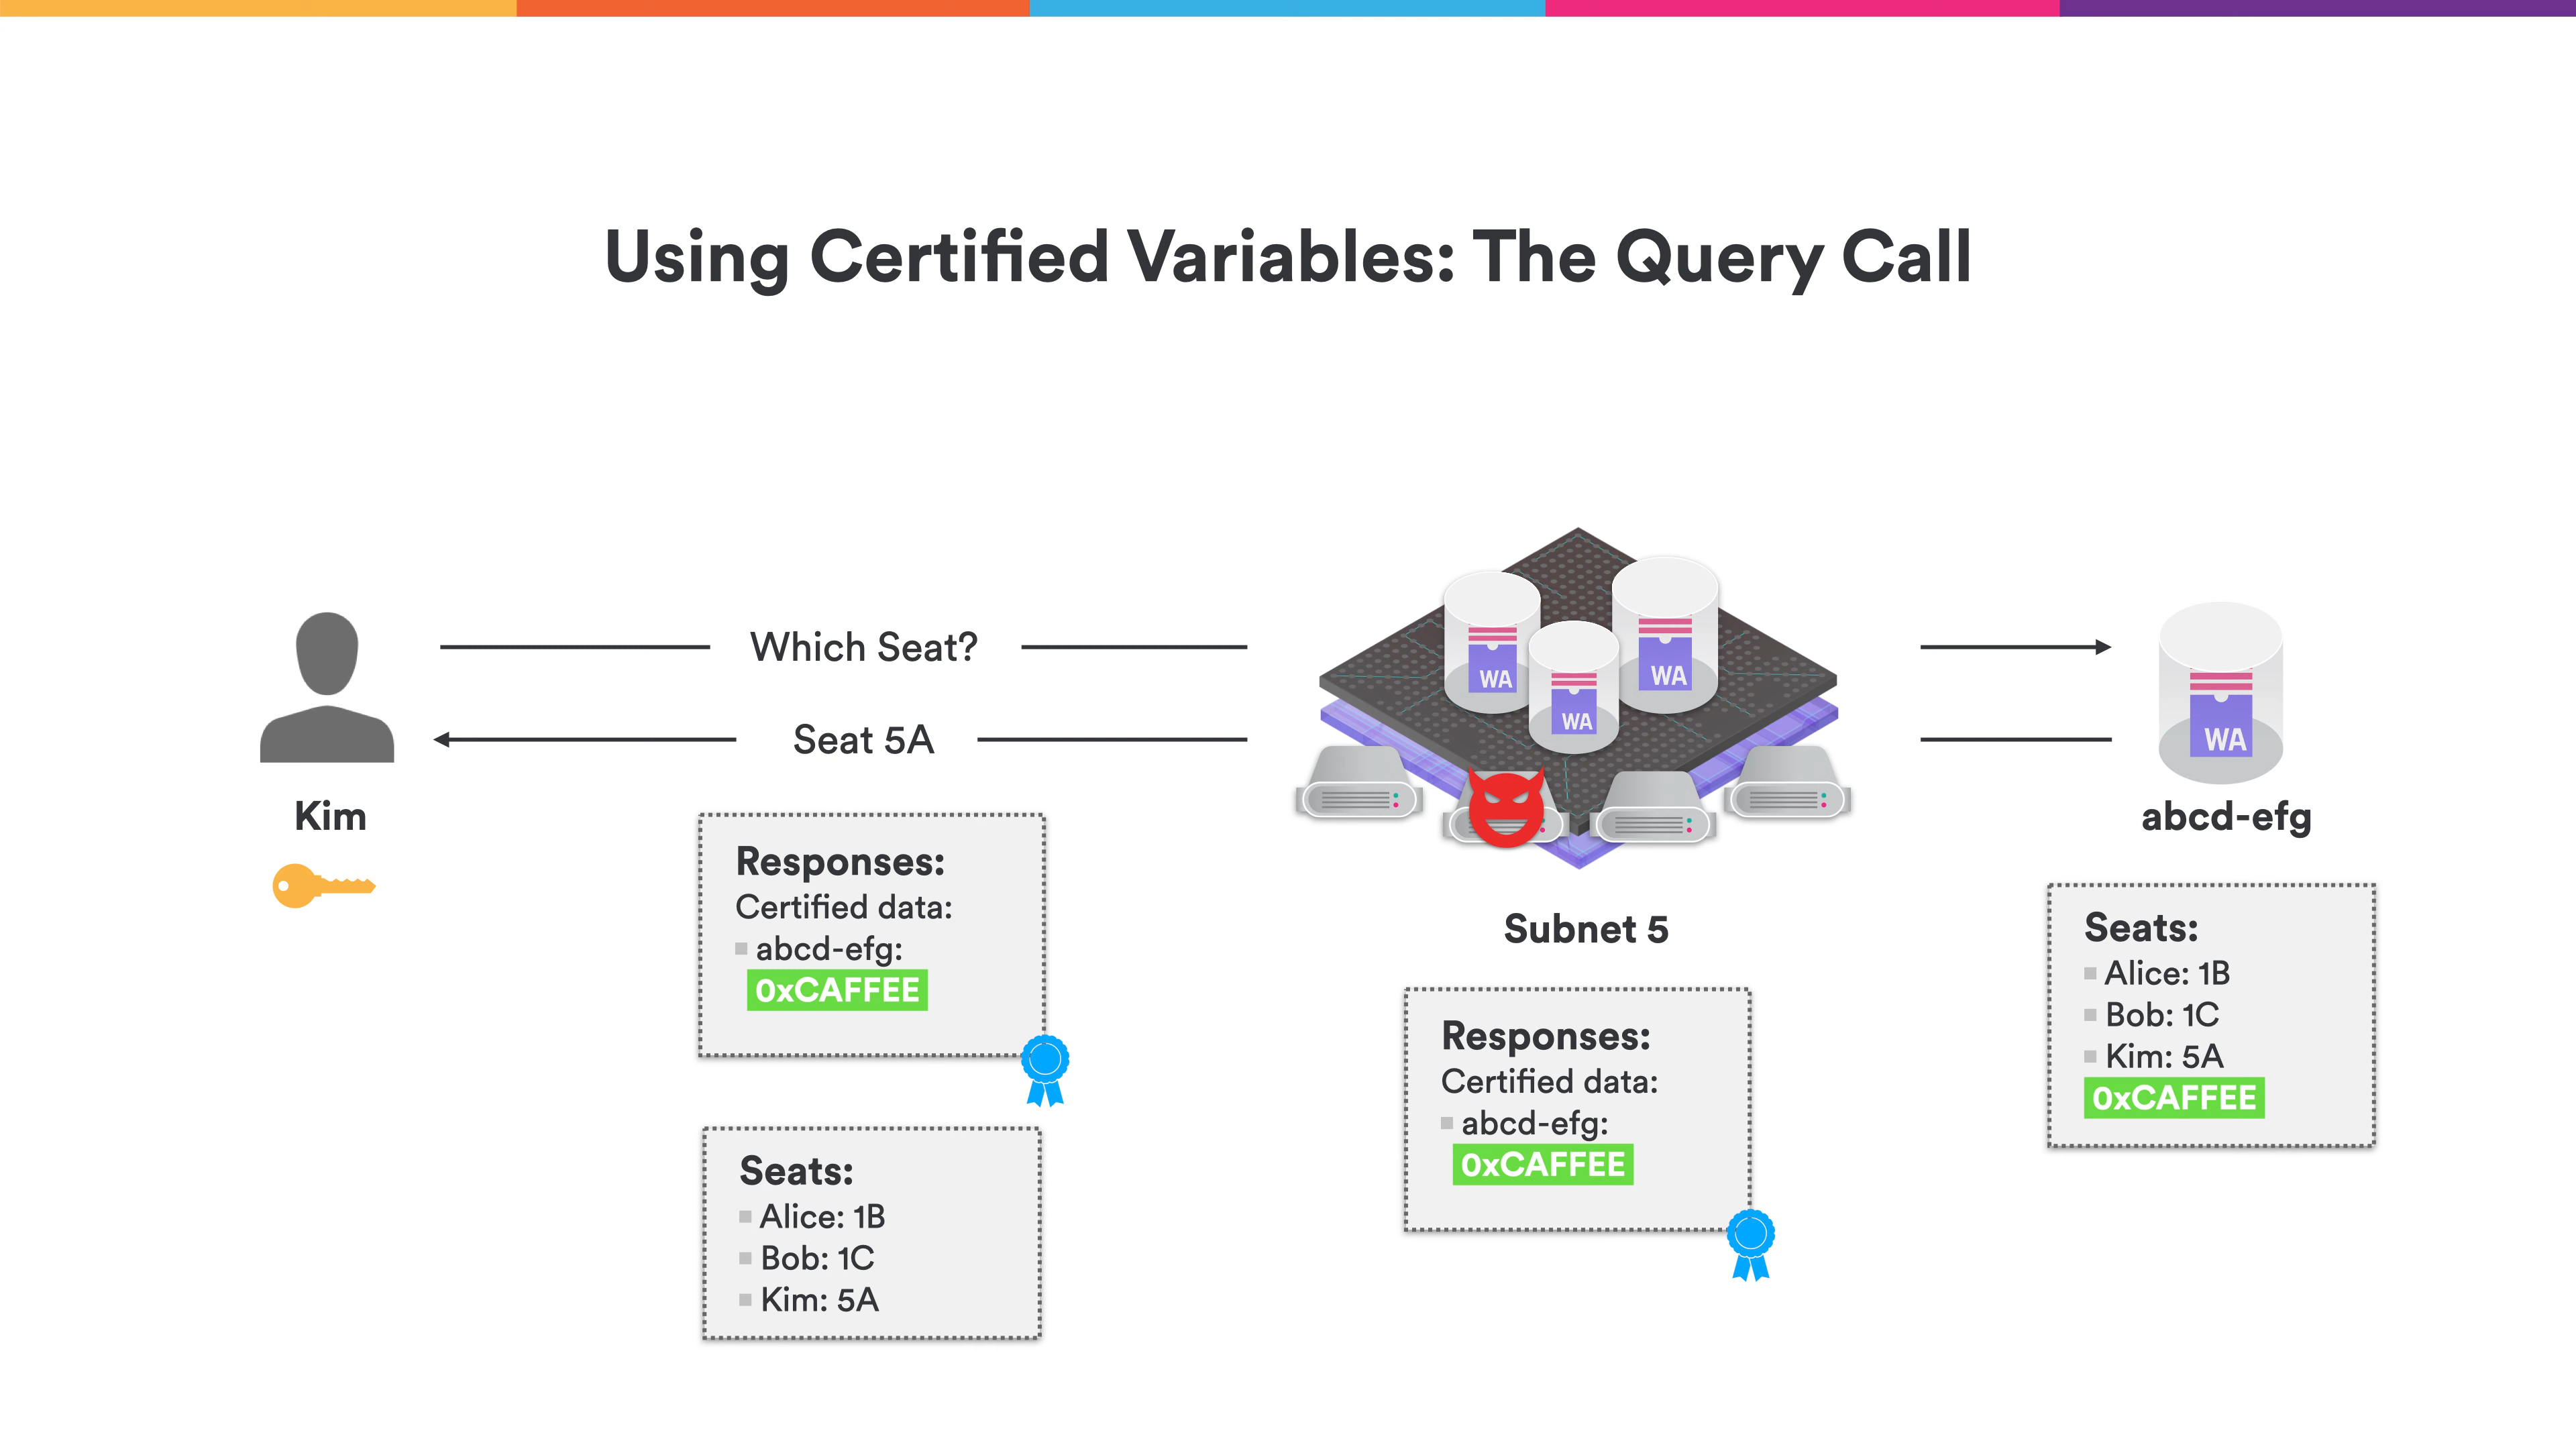 Using Certified Variables: The Query Call
Which Seat?
Seat 5A
Kim
Responses:
Certified data:
abcd-efg:
0xCAFFEE
Seats:
Alice: 1B
Bob: 1C
Kim: 5A
WA
WA
WA
Subnet 5
Responses:
Certified data:
abcd-efg:
0xCAFFEE
WA
abcd-efg
Seats:
Alice: 1B
Bob: 1C
Kim: 5A
0xCAFFEE